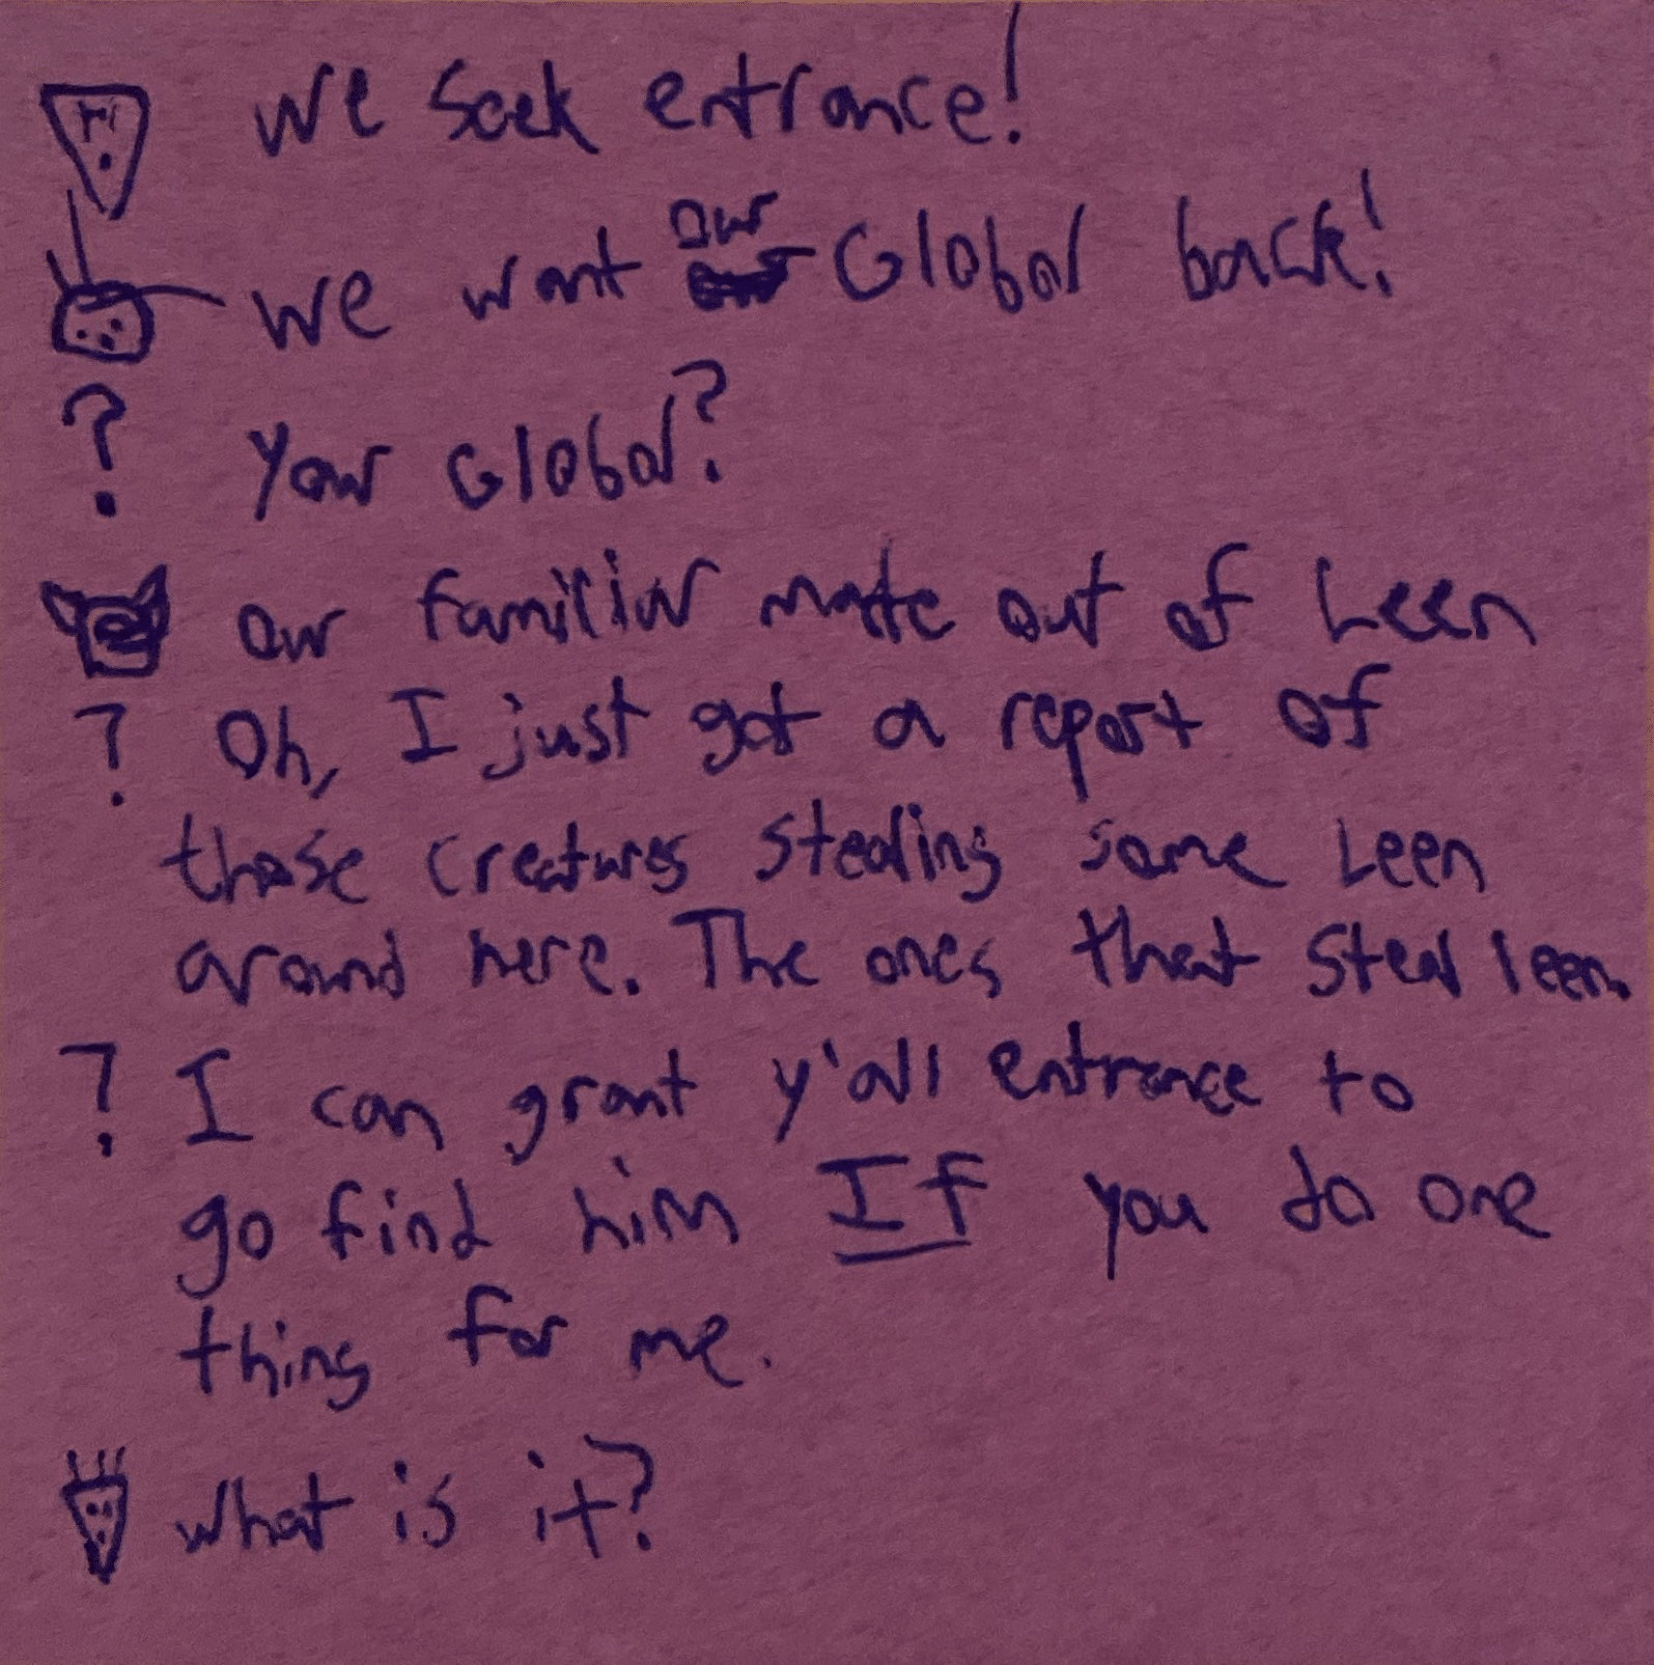 We Seek entrance!
We want our Global back!
? Your Global?
Our familiar made out of Leen
? Oh, I just got a report of
those creatures stealing some Leen
around here. The ones that steal leen.
? I can grant y'all entrance to
go find him If you do one
thing for me.
What is it?